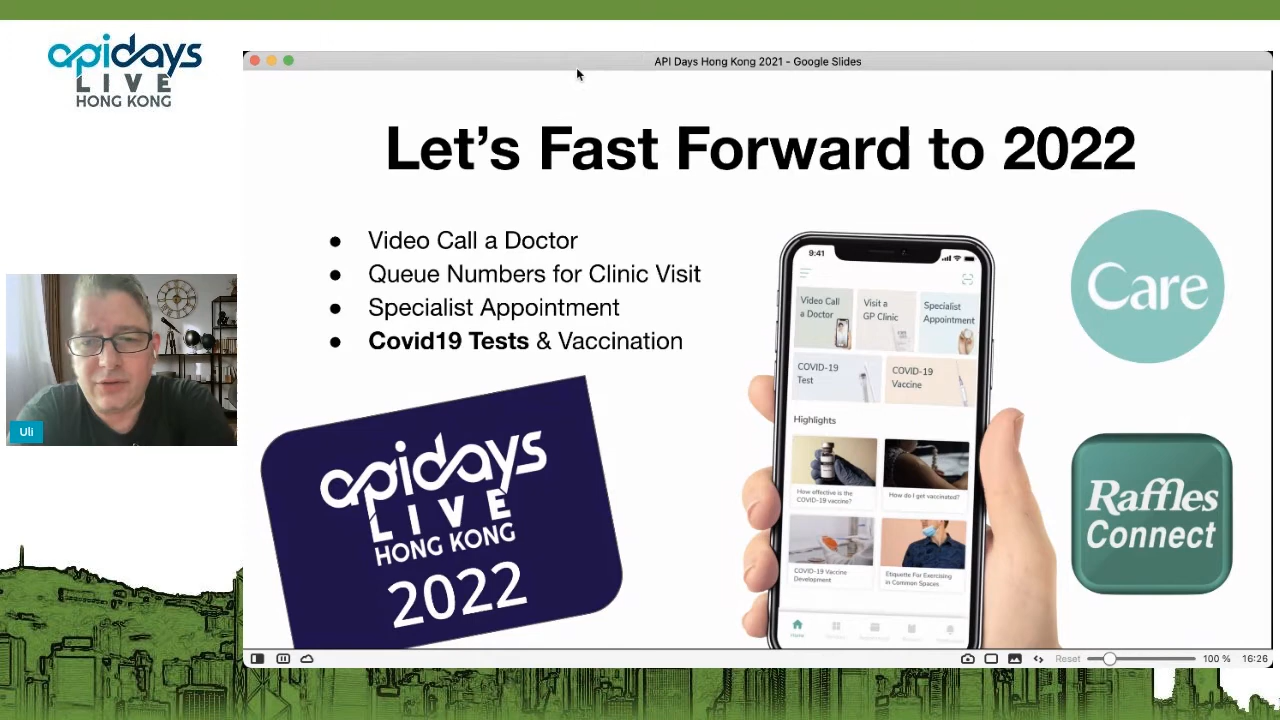 apidays
LIVE
HONG KONG
API Days Hong Kong 2021 - Google Slides
Let's Fast Forward to 2022
● Video Call a Doctor
● Queue Numbers for Clinic Visit
● Specialist Appointment
● Covid19 Tests & Vaccination
Uli
apidays
LIVE
HONG KONG
2022
9:41
Video Call
a Doctor
Visit a
GP Clinic
Specialist
Appointment
COVID-19
Test
COVID-19
Vaccine
Highlights
How effective is the
COVID-19 vaccine?
How do I get vaccinated?
COVID-19 Vaccine
Development
Etiquette For Exercising
in Common Spaces
Home
Care
Raffles
Connect
Reset
100 %
16:26